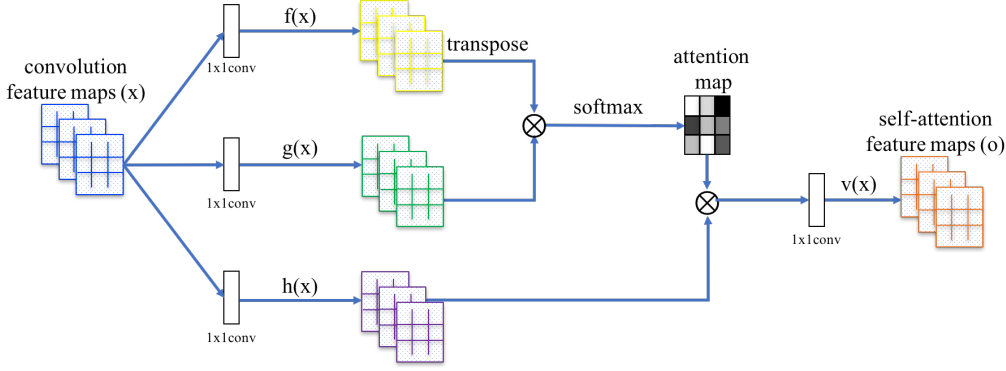 convolution
feature maps (x)
f(x)
1x1conv
transpose
g(x)
1x1conv
h(x)
1x1conv
softmax
attention
map
v(x)
1x1conv
self-attention
feature maps (o)